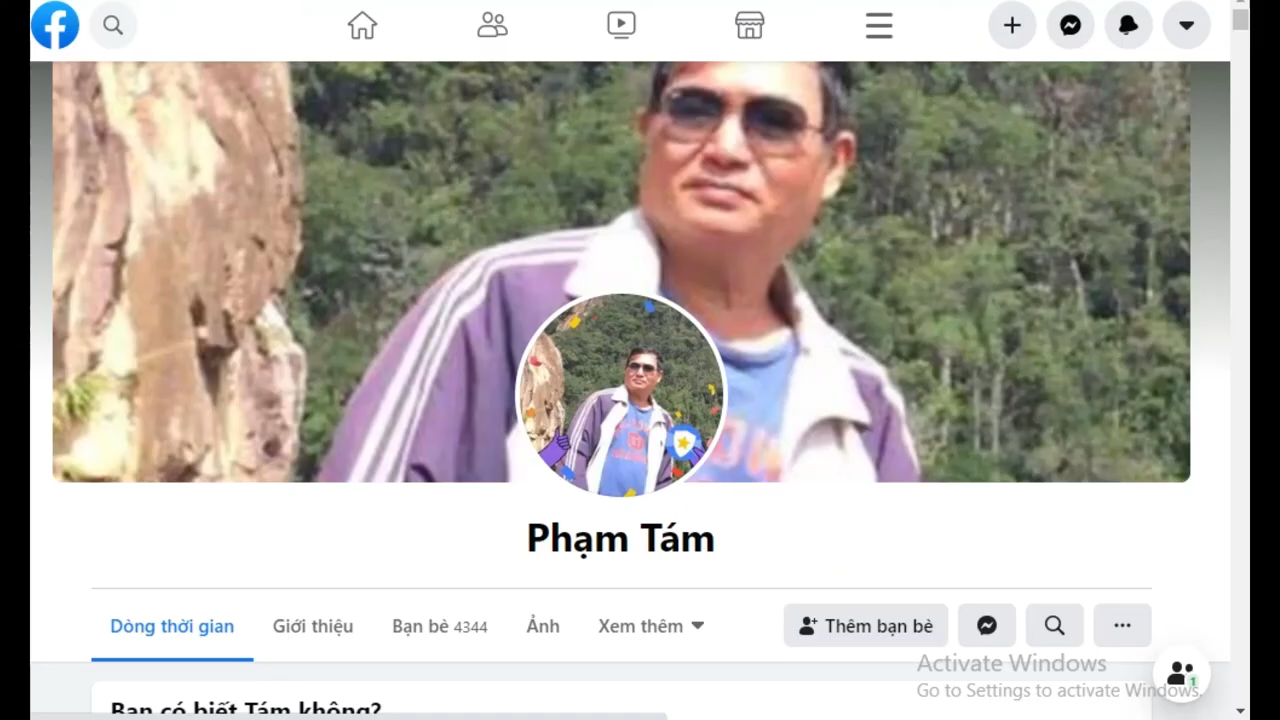 Phạm Tám
Dòng thời gian Giới thiệu Bạn bè 4344 Ảnh Xem thêm Thêm bạn bè
Activate Windows
Go to Settings to activate Windows.
1
Bạn có biết Tám không?